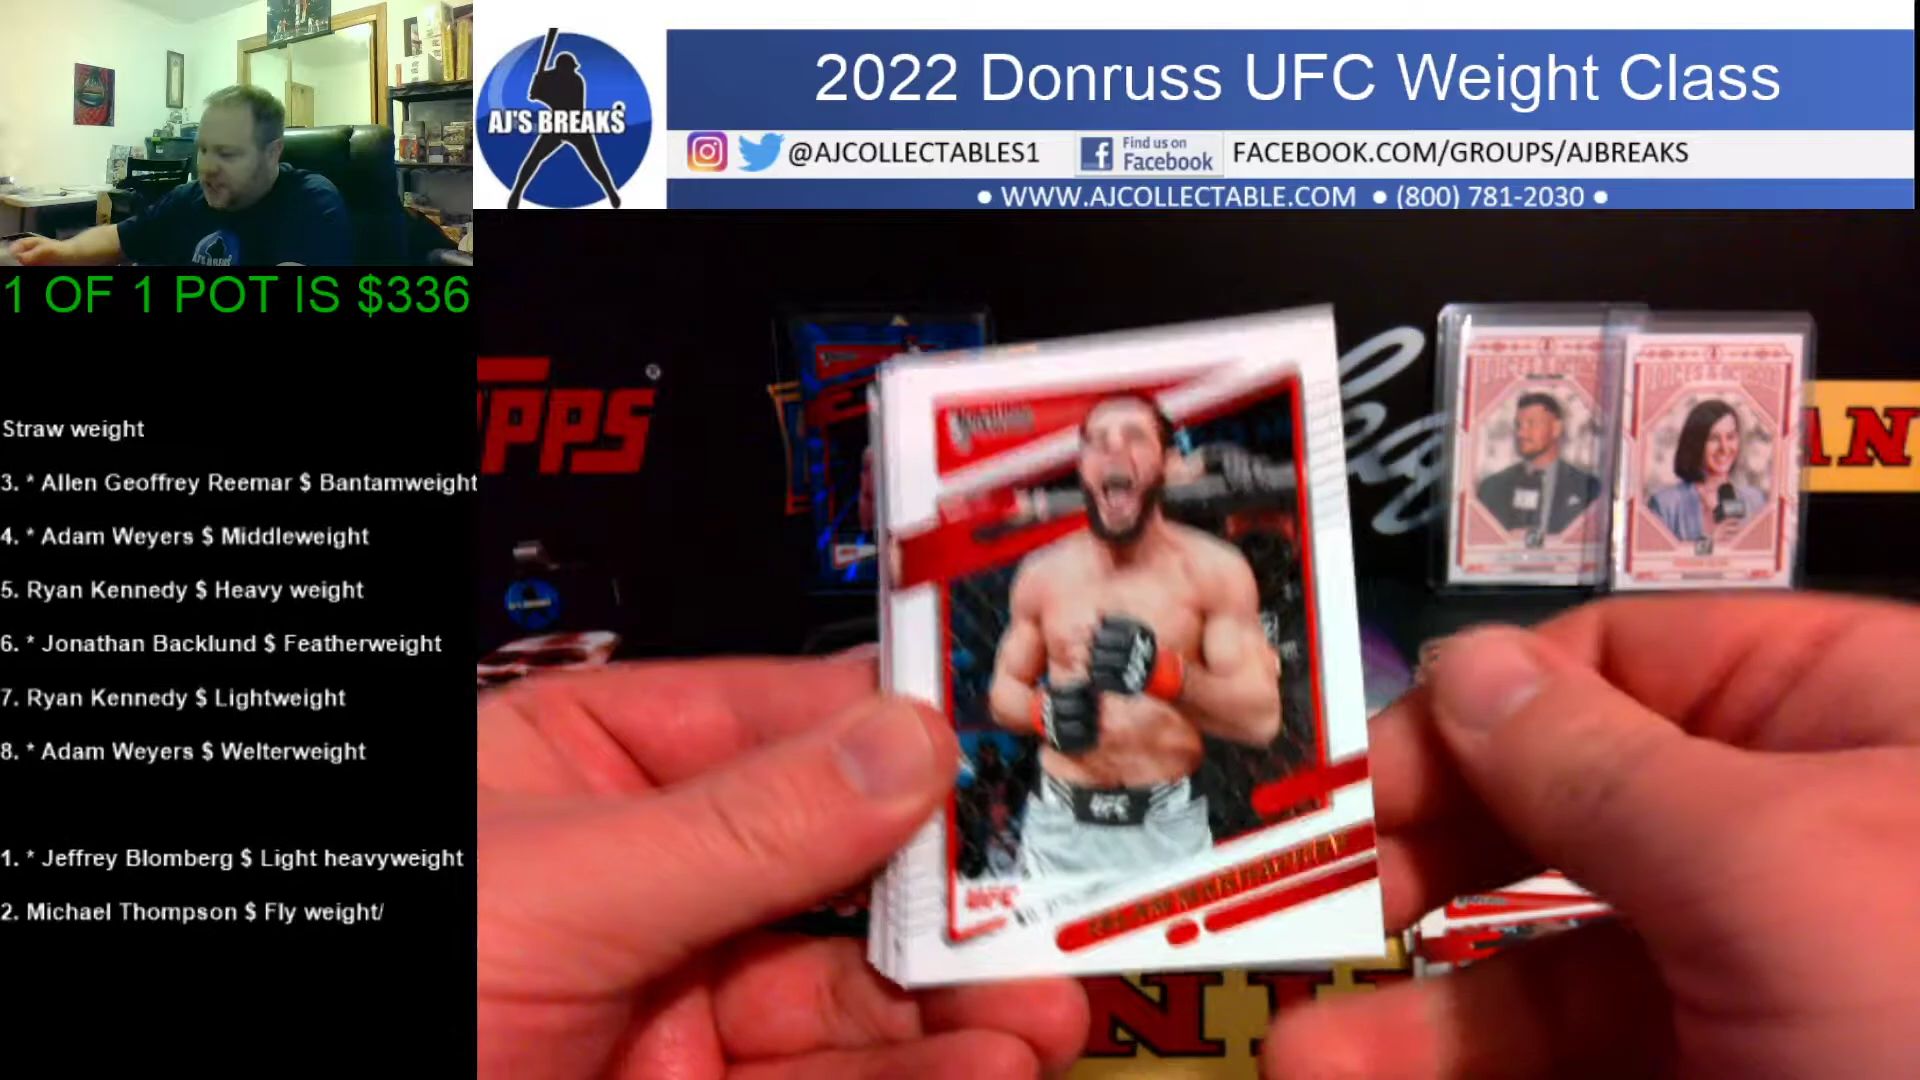 2022 Donruss UFC Weight Class
AJ'S BREAKS
@AJCOLLECTABLES1
Find us on
Facebook
FACEBOOK.COM/GROUPS/AJBREAKS
• WWW.AJCOLLECTABLE.COM • (800) 781-2030 •
1 OF 1 POT IS $336
Straw weight
3. * Allen Geoffrey Reemar $ Bantamweight
4. * Adam Weyers $ Middleweight
5. Ryan Kennedy $ Heavy weight
6. * Jonathan Backlund $ Featherweight
7. Ryan Kennedy $ Lightweight
8. * Adam Weyers $ Welterweight
1. * Jeffrey Blomberg $ Light heavyweight
2. Michael Thompson $ Fly weight/
Donruss
UFC
UFC